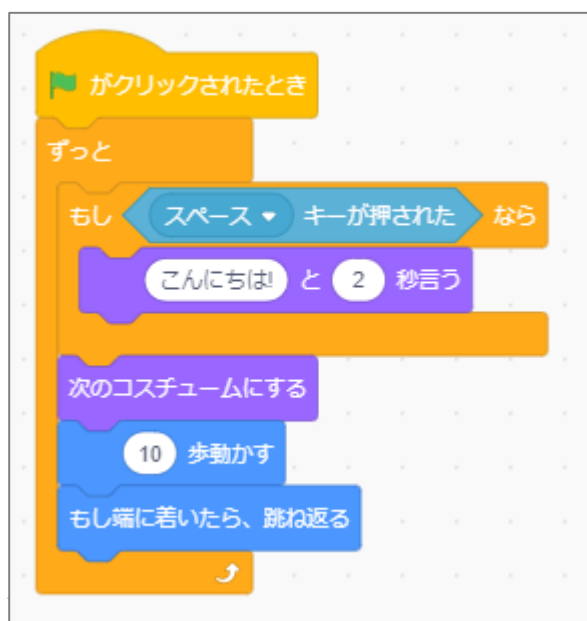 がクリックされたとき
ずっと
もし スペース キーが押された なら
こんにちは! と 2 秒言う
次のコスチュームにする
10 歩動かす
もし端に着いたら、跳ね返る